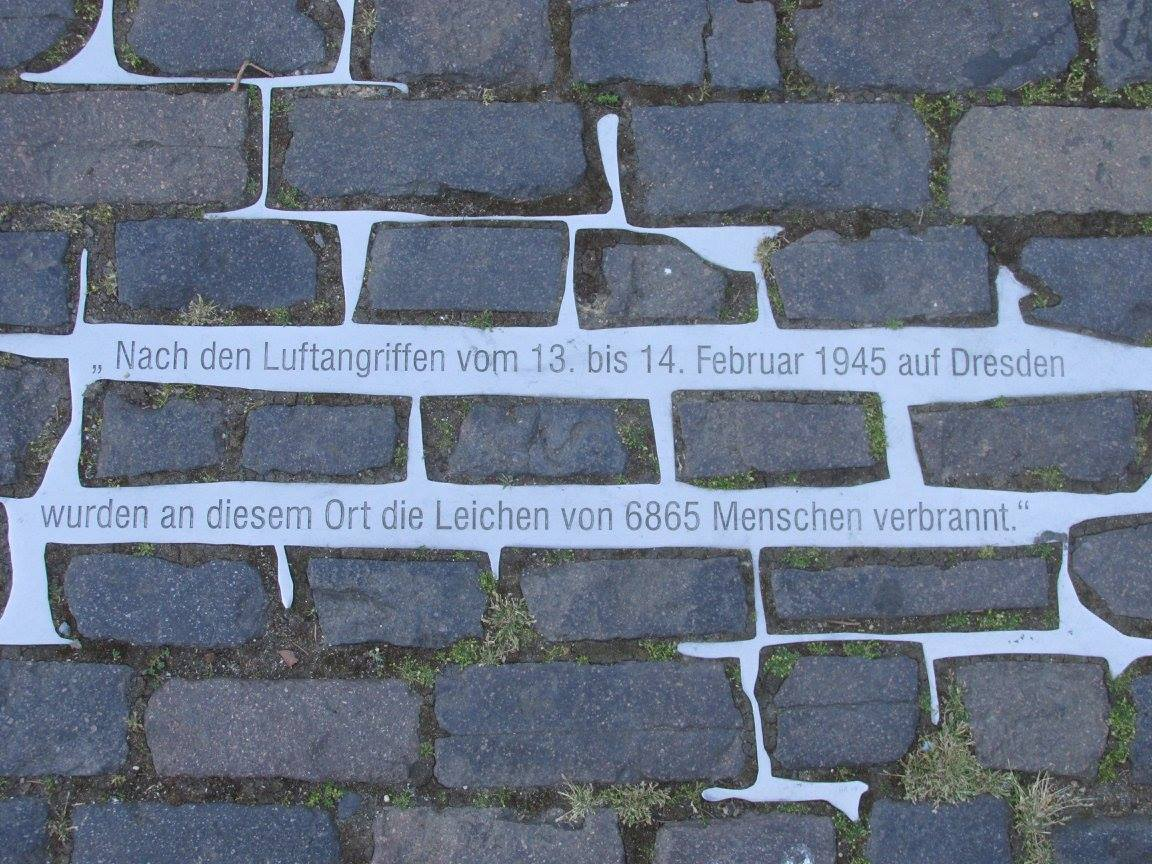 „Nach den Luftangriffen vom 13. bis 14. Februar 1945 auf Dresden
wurden an diesem Ort die Leichen von 6865 Menschen verbrannt.“